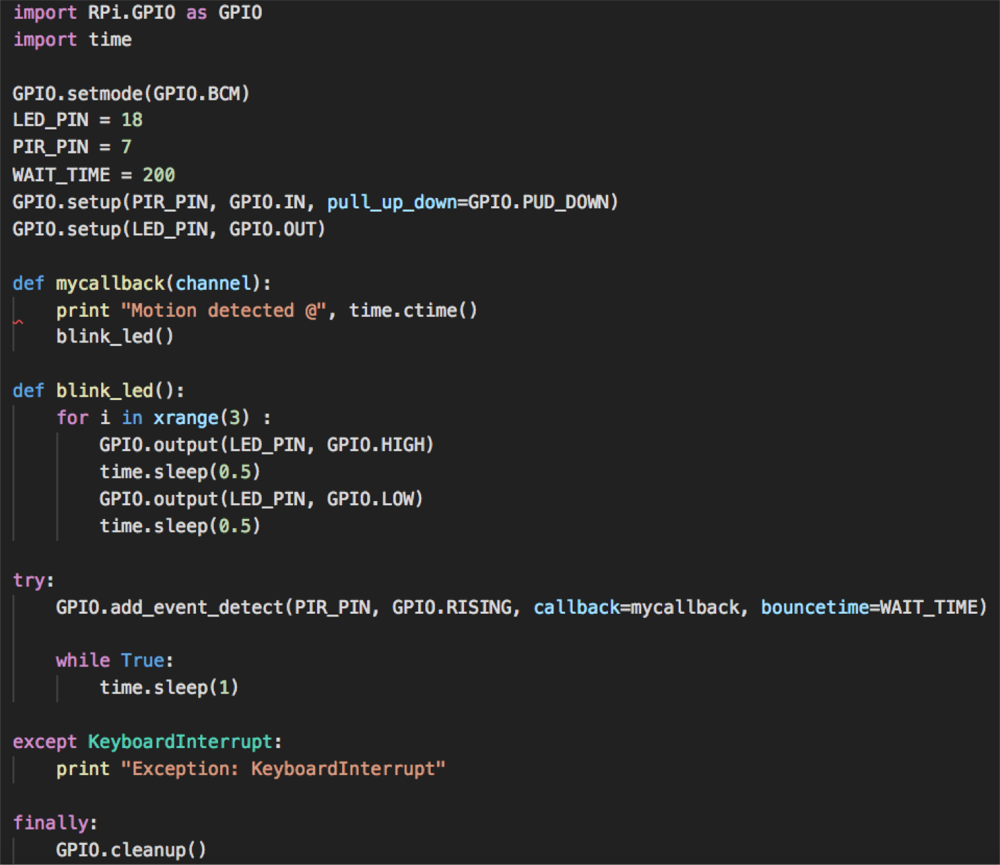 import RPi.GPIO as GPIO
import time

GPIO.setmode(GPIO.BCM)
LED_PIN = 18
PIR_PIN = 7
WAIT_TIME = 200
GPIO.setup(PIR_PIN, GPIO.IN, pull_up_down=GPIO.PUD_DOWN)
GPIO.setup(LED_PIN, GPIO.OUT)

def mycallback(channel):
    print "Motion detected @", time.ctime()
    blink_led()

def blink_led():
    for i in xrange(3) :
        GPIO.output(LED_PIN, GPIO.HIGH)
        time.sleep(0.5)
        GPIO.output(LED_PIN, GPIO.LOW)
        time.sleep(0.5)

try:
    GPIO.add_event_detect(PIR_PIN, GPIO.RISING, callback=mycallback, bouncetime=WAIT_TIME)

    while True:
        time.sleep(1)

except KeyboardInterrupt:
    print "Exception: KeyboardInterrupt"

finally:
    GPIO.cleanup()